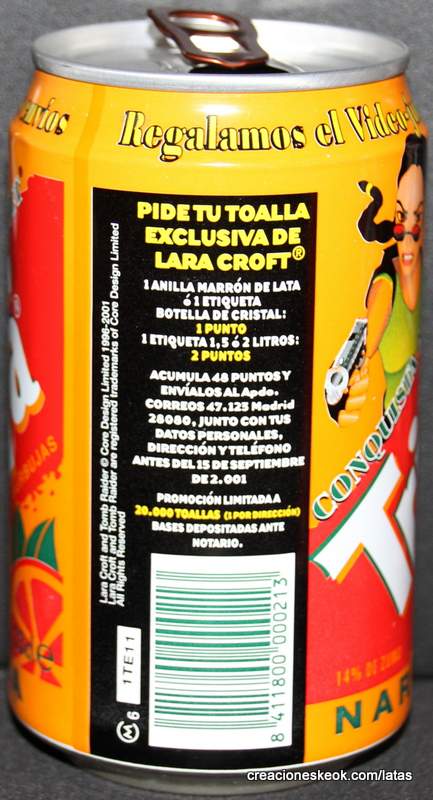 Regalamos el Video-
PIDE TU TOALLA
EXCLUSIVA DE
LARA CROFT®
1 ANILLA MARRÓN DE LATA
ó 1 ETIQUETA
BOTELLA DE CRISTAL:
1 PUNTO
1 ETIQUETA 1,5 ó 2 LITROS:
2 PUNTOS
ACUMULA 48 PUNTOS Y
ENVÍALOS AL Apdo.
CORREOS 47.125 Madrid
28080, JUNTO CON TUS
DATOS PERSONALES,
DIRECCIÓN Y TELÉFONO
ANTES DEL 15 DE SEPTIEMBRE
DE 2.001
PROMOCIÓN LIMITADA A
20.000 TOALLAS (1 POR DIRECCIÓN)
BASES DEPOSITADAS ANTE
NOTARIO.
Lara Croft and Tomb Raider © Core Design Limited 1996-2001
Lara Croft and Tomb Raider are registered trademarks of Core Design Limited
All Rights Reserved
1TE11
6
8 411800 000213
CONQUISTA
14% DE ZUMO
NAR
creacioneskeok.com/latas